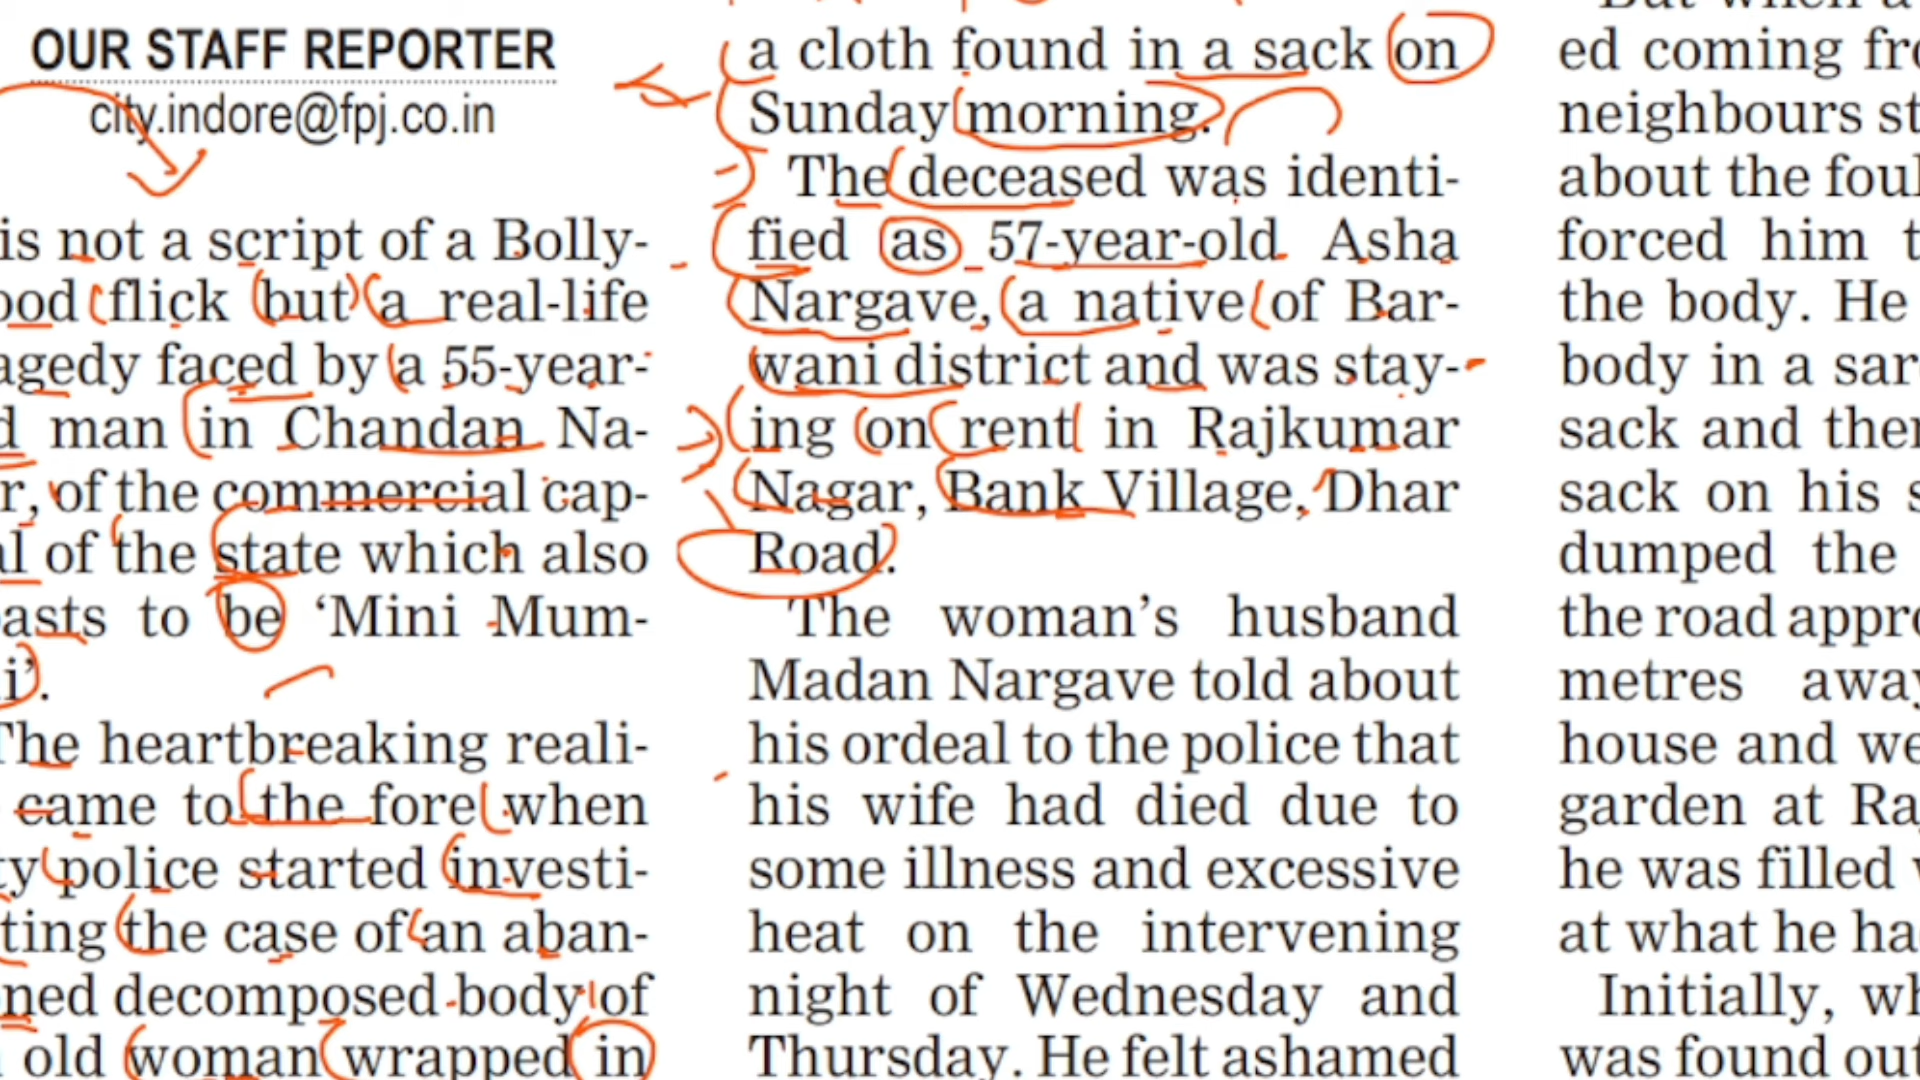 OUR STAFF REPORTER
city.indore@fpj.co.in
is not a script of a Bolly-
ood flick but a real-life
agedy faced by a 55-year-
d man in Chandan Na-
r, of the commercial cap-
al of the state which also
asts to be ‘Mini Mum-
i’.
The heartbreaking reali-
came to the fore when
ty police started investi-
ting the case of an aban-
ned decomposed body of
old woman wrapped in
a cloth found in a sack on
Sunday morning.
The deceased was identi-
fied as 57-year-old Asha
Nargave, a native of Bar-
wani district and was stay-
ing on rent in Rajkumar
Nagar, Bank Village, Dhar
Road.
The woman’s husband
Madan Nargave told about
his ordeal to the police that
his wife had died due to
some illness and excessive
heat on the intervening
night of Wednesday and
Thursday. He felt ashamed
But when a
ed coming fro
neighbours st
about the foul
forced him t
the body. He
body in a sar
sack and then
sack on his s
dumped the
the road appro
metres away
house and we
garden at Ra
he was filled
at what he ha
Initially, wh
was found out